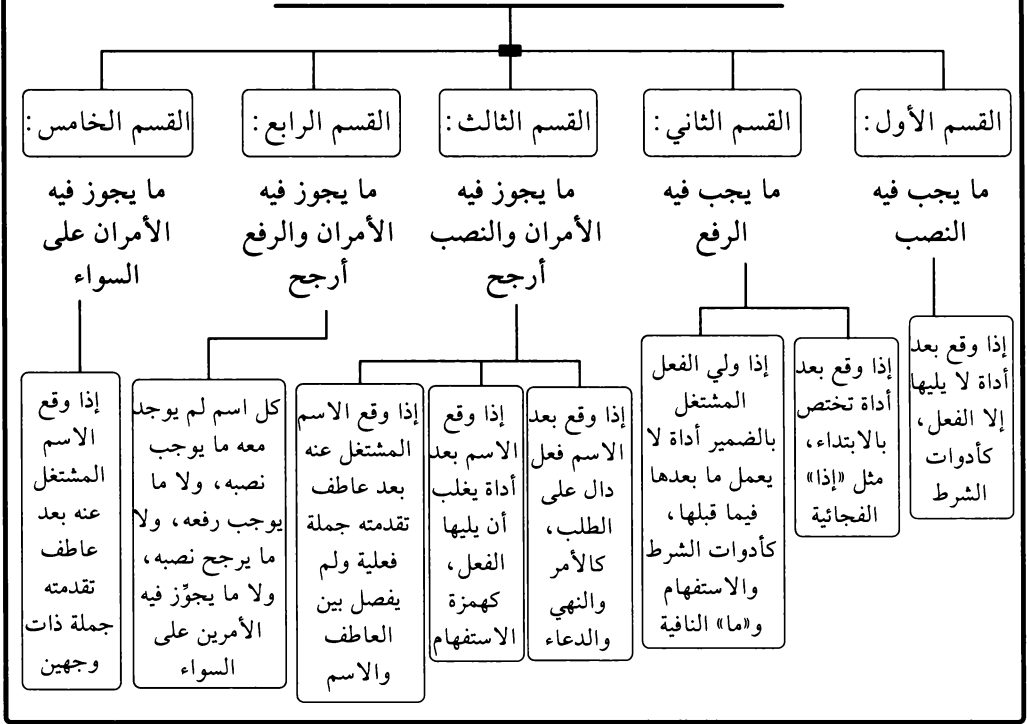 القسم الأول:
ما يجب فيه
النصب
إذا وقع بعد
أداة لا يليها
إلا الفعل،
كأدوات
الشرط
القسم الثاني:
ما يجب فيه
الرفع
إذا وقع بعد
أداة تختص
بالابتداء،
مثل «إذا»
الفجائية
إذا ولي الفعل
المشتغل
بالضمير أداة لا
يعمل ما بعدها
فيما قبلها،
كأدوات الشرط
والاستفهام
و«ما» النافية
القسم الثالث:
ما يجوز فيه
الأمران والنصب
أرجح
إذا وقع بعد
الاسم فعل
دال على
الطلب،
كالأمر
والنهي
والدعاء
إذا وقع
الاسم بعد
أداة يغلب
أن يليها
الفعل،
كهمزة
الاستفهام
إذا وقع الاسم
المشتغل عنه
بعد عاطف
تقدمته جملة
فعلية ولم
يفصل بين
العاطف
والاسم
القسم الرابع:
ما يجوز فيه
الأمران والرفع
أرجح
كل اسم لم يوجد
معه ما يوجب
نصبه، ولا ما
يوجب رفعه، ولا
ما يرجح نصبه،
ولا ما يجوِّز فيه
الأمرين على
السواء
القسم الخامس:
ما يجوز فيه
الأمران على
السواء
إذا وقع
الاسم
المشتغل
عنه بعد
عاطف
تقدمته
جملة ذات
وجهين